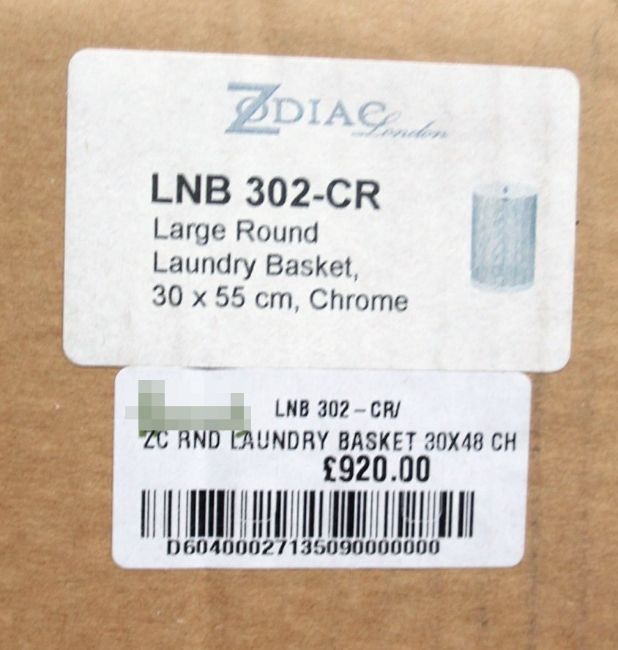 ZODIAC London
LNB 302-CR
Large Round
Laundry Basket,
30 x 55 cm, Chrome
LNB 302-CR/
ZC RND LAUNDRY BASKET 30X48 CH
£920.00
D604000271350900000000